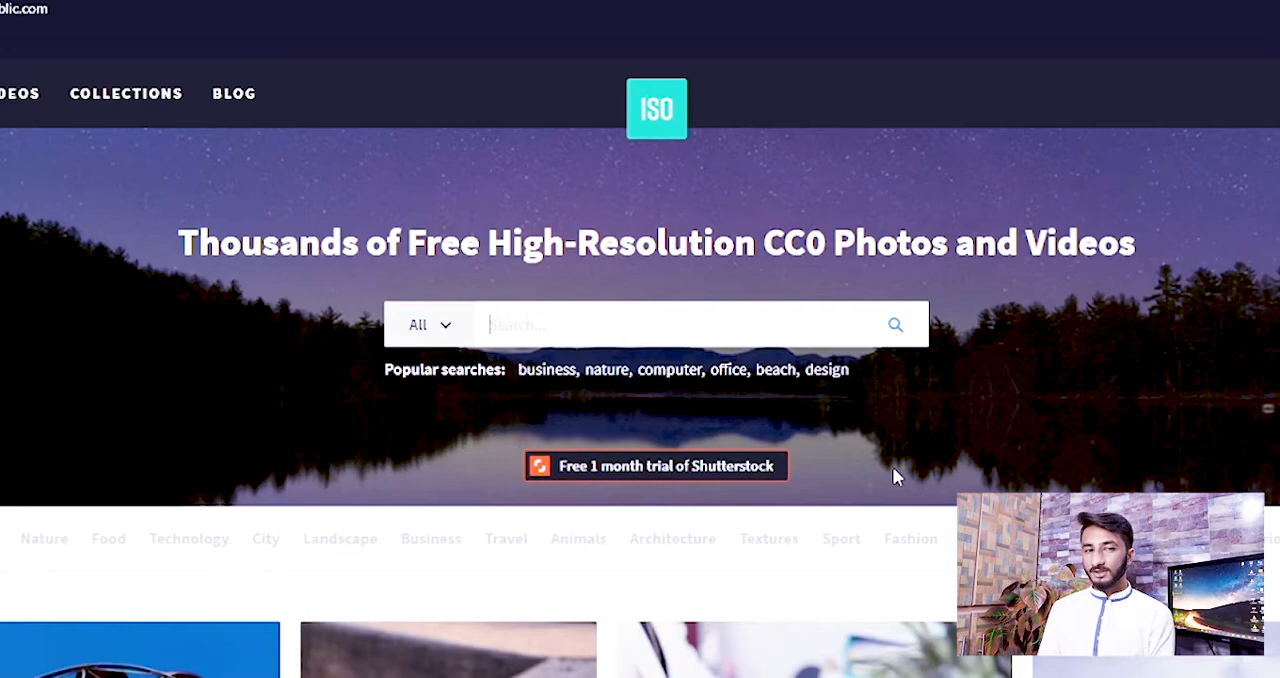 blic.com
DEOS COLLECTIONS BLOG
ISO
Thousands of Free High-Resolution CC0 Photos and Videos
All Search...
Popular searches: business, nature, computer, office, beach, design
Free 1 month trial of Shutterstock
Nature Food Technology City Landscape Business Travel Animals Architecture Textures Sport Fashion